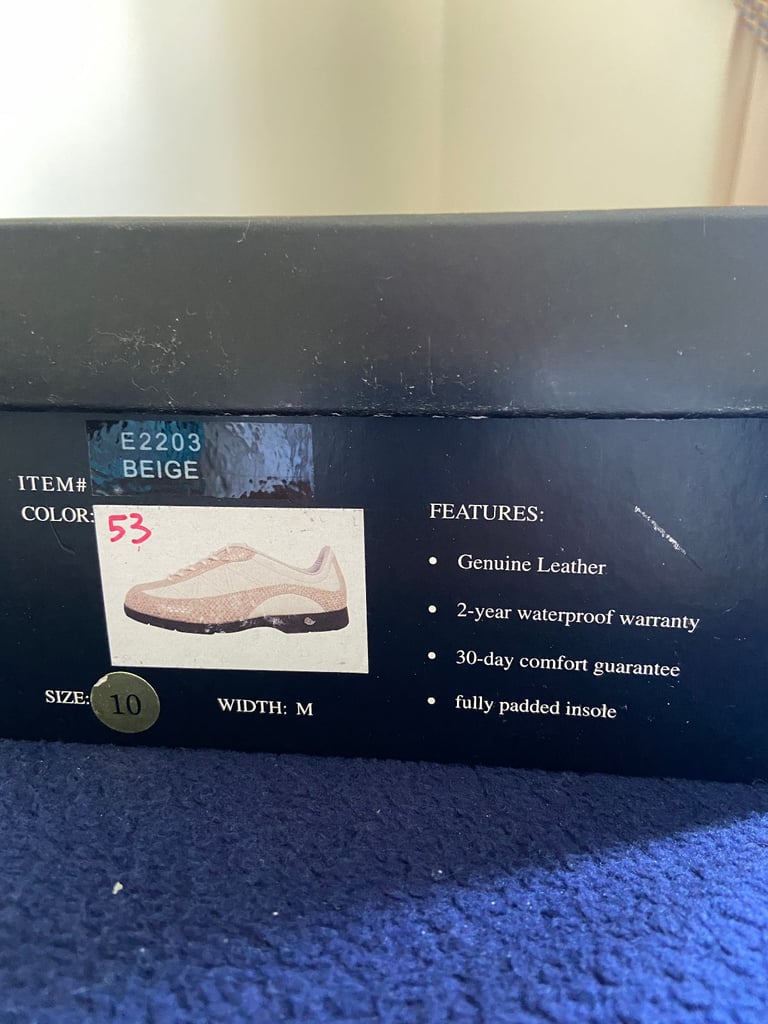 E2203
BEIGE
ITEM#
COLOR:
53
SIZE: 10
WIDTH: M
FEATURES:
• Genuine Leather
• 2-year waterproof warranty
• 30-day comfort guarantee
• fully padded insole